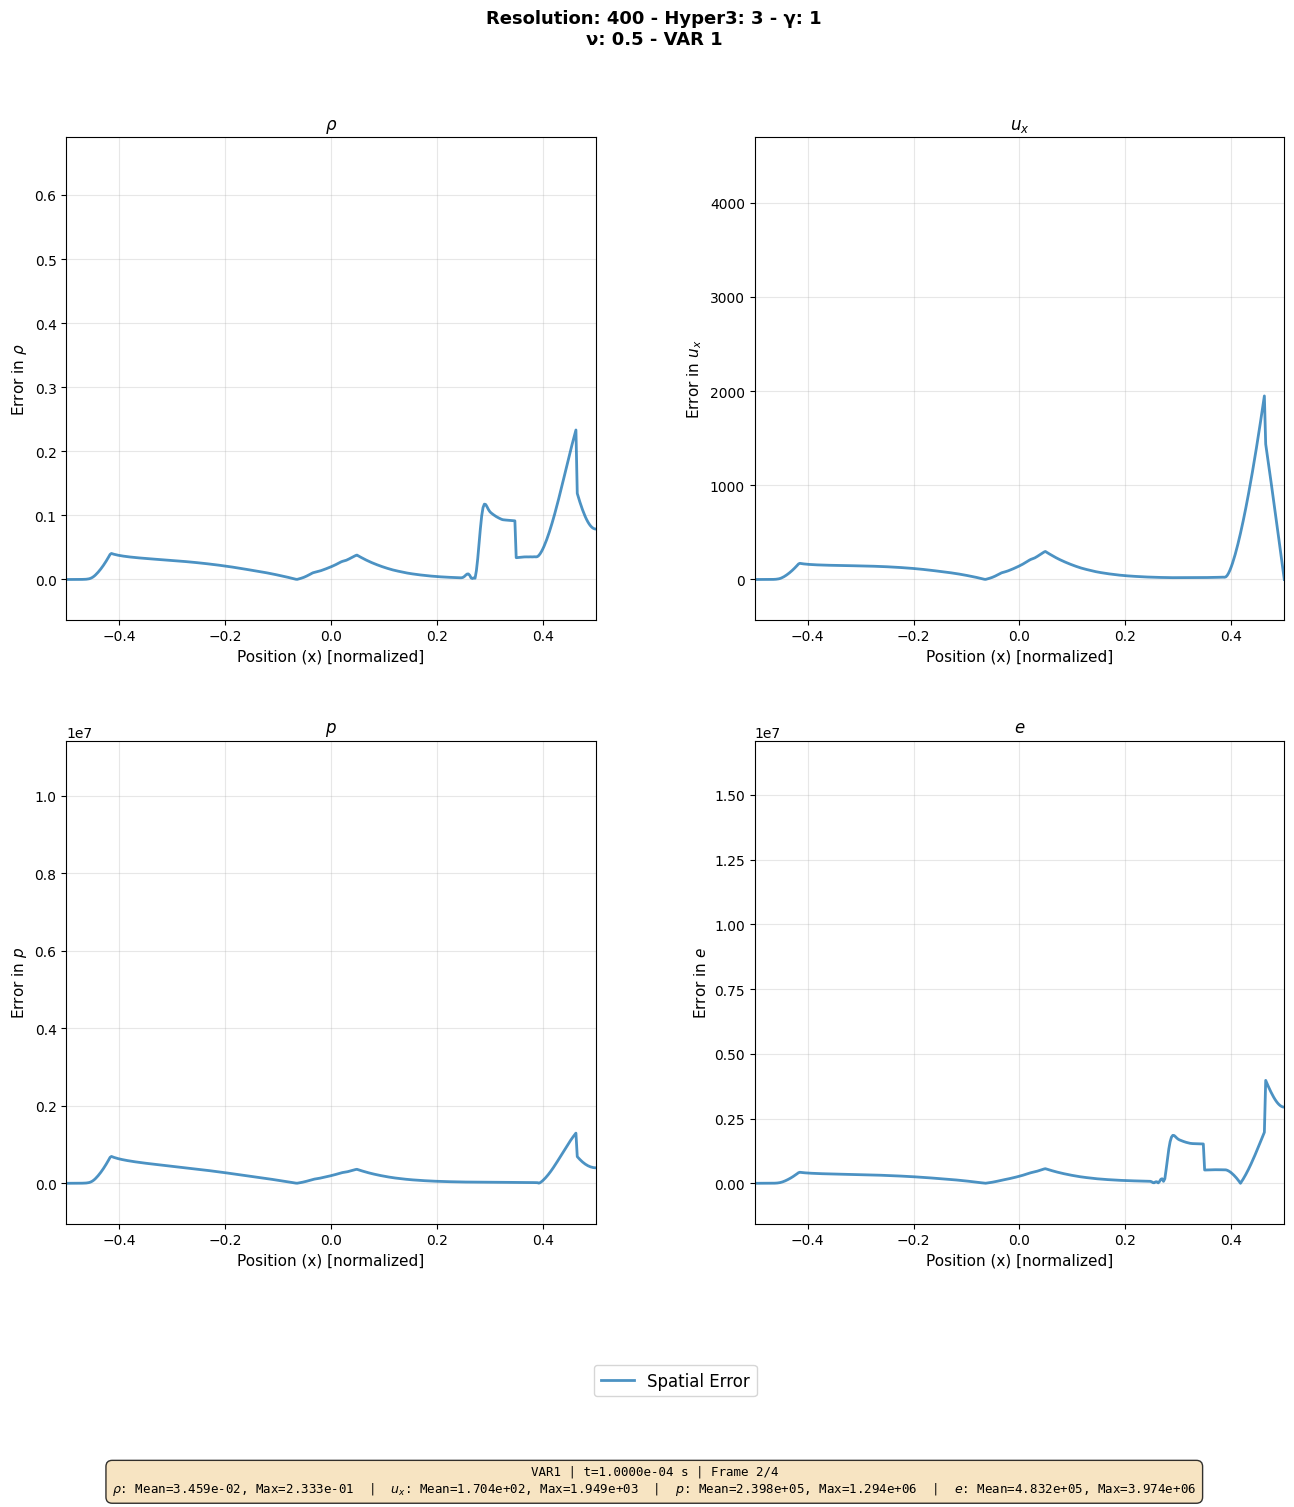 Resolution: 400 - Hyper3: 3 - γ: 1
ν: 0.5 - VAR 1
ρ
Error in ρ
0.6
0.5
0.4
0.3
0.2
0.1
0.0
−0.4 −0.2 0.0 0.2 0.4
Position (x) [normalized]
u_x
Error in u_x
4000
3000
2000
1000
0
−0.4 −0.2 0.0 0.2 0.4
Position (x) [normalized]
p
1e7
Error in p
1.0
0.8
0.6
0.4
0.2
0.0
−0.4 −0.2 0.0 0.2 0.4
Position (x) [normalized]
e
1e7
Error in e
1.50
1.25
1.00
0.75
0.50
0.25
0.00
−0.4 −0.2 0.0 0.2 0.4
Position (x) [normalized]
Spatial Error
VAR1 | t=1.0000e-04 s | Frame 2/4
ρ: Mean=3.459e-02, Max=2.333e-01 | u_x: Mean=1.704e+02, Max=1.949e+03 | p: Mean=2.398e+05, Max=1.294e+06 | e: Mean=4.832e+05, Max=3.974e+06